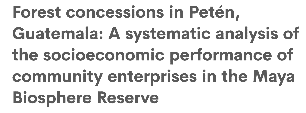 Forest concessions in Petén,
Guatemala: A systematic analysis of
the socioeconomic performance of
community enterprises in the Maya
Biosphere Reserve